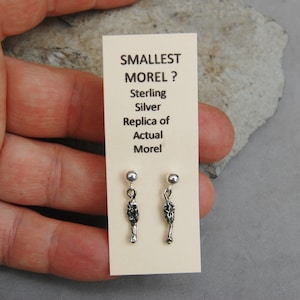 SMALLEST
MOREL ?
Sterling
Silver
Replica of
Actual
Morel